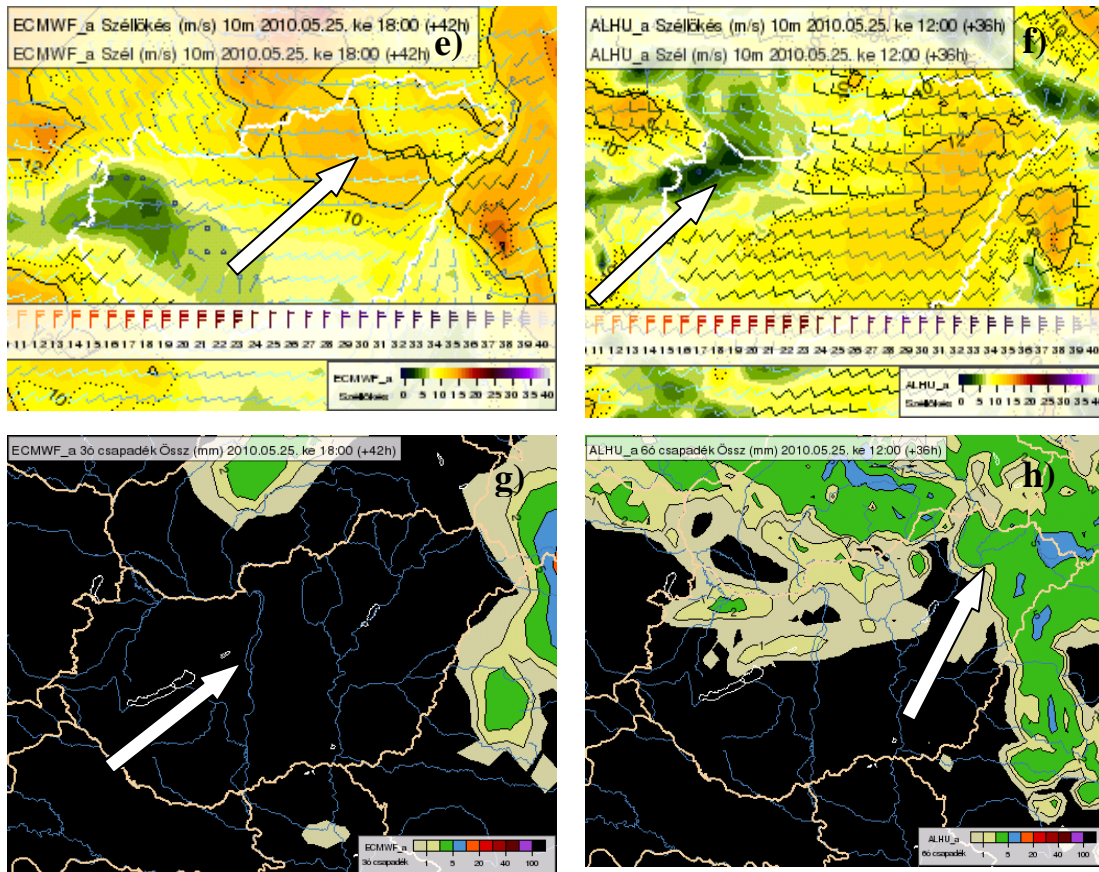 ECMWF_a Széllökés (m/s) 10m 2010.05.25. ke 18:00 (+42h)
ECMWF_a Szél (m/s) 10m 2010.05.25. ke 18:00 (+42h)
e)
12
10
10
11 12 13 14 15 16 17 18 19 20 21 22 23 24 25 26 27 28 29 30 31 32 33 34 35 36 37 38 39 40
ECMWF_a
Széllökés
0 5 10 15 20 25 30 35 40
ALHU_a Széllökés (m/s) 10m 2010.05.25. ke 12:00 (+36h)
ALHU_a Szél (m/s) 10m 2010.05.25. ke 12:00 (+36h)
f)
10
12
11 12 13 14 15 16 17 18 19 20 21 22 23 24 25 26 27 28 29 30 31 32 33 34 35 36 37 38 39 40
ALHU_a
Széllökés
0 5 10 15 20 25 30 35 40
ECMWF_a 3ó csapadék Össz (mm) 2010.05.25. ke 18:00 (+42h)
g)
2
ECMWF_a
3ó csapadék
1 5 20 40 100
ALHU_a 6ó csapadék Össz (mm) 2010.05.25. ke 12:00 (+36h)
h)
2
2
1
1
ALHU_a
6ó csapadék
1 5 20 40 100